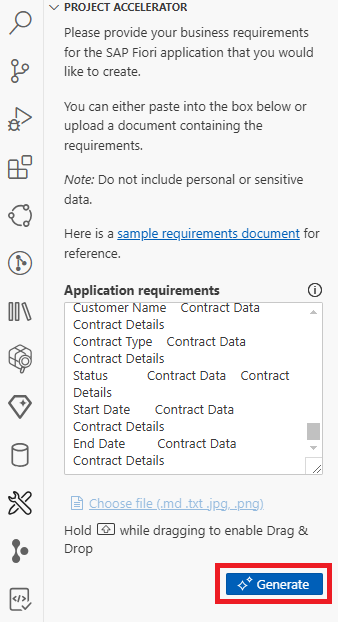 PROJECT ACCELERATOR
Please provide your business requirements
for the SAP Fiori application that you would
like to create.
You can either paste into the box below or
upload a document containing the
requirements.
Note: Do not include personal or sensitive
data.
Here is a sample requirements document for
reference.
Application requirements
Customer Name Contract Data
Contract Details
Contract Type Contract Data
Contract Details
Status Contract Data Contract
Details
Start Date Contract Data
Contract Details
End Date Contract Data
Contract Details
Choose file (.md .txt .jpg, .png)
Hold while dragging to enable Drag &
Drop
Generate